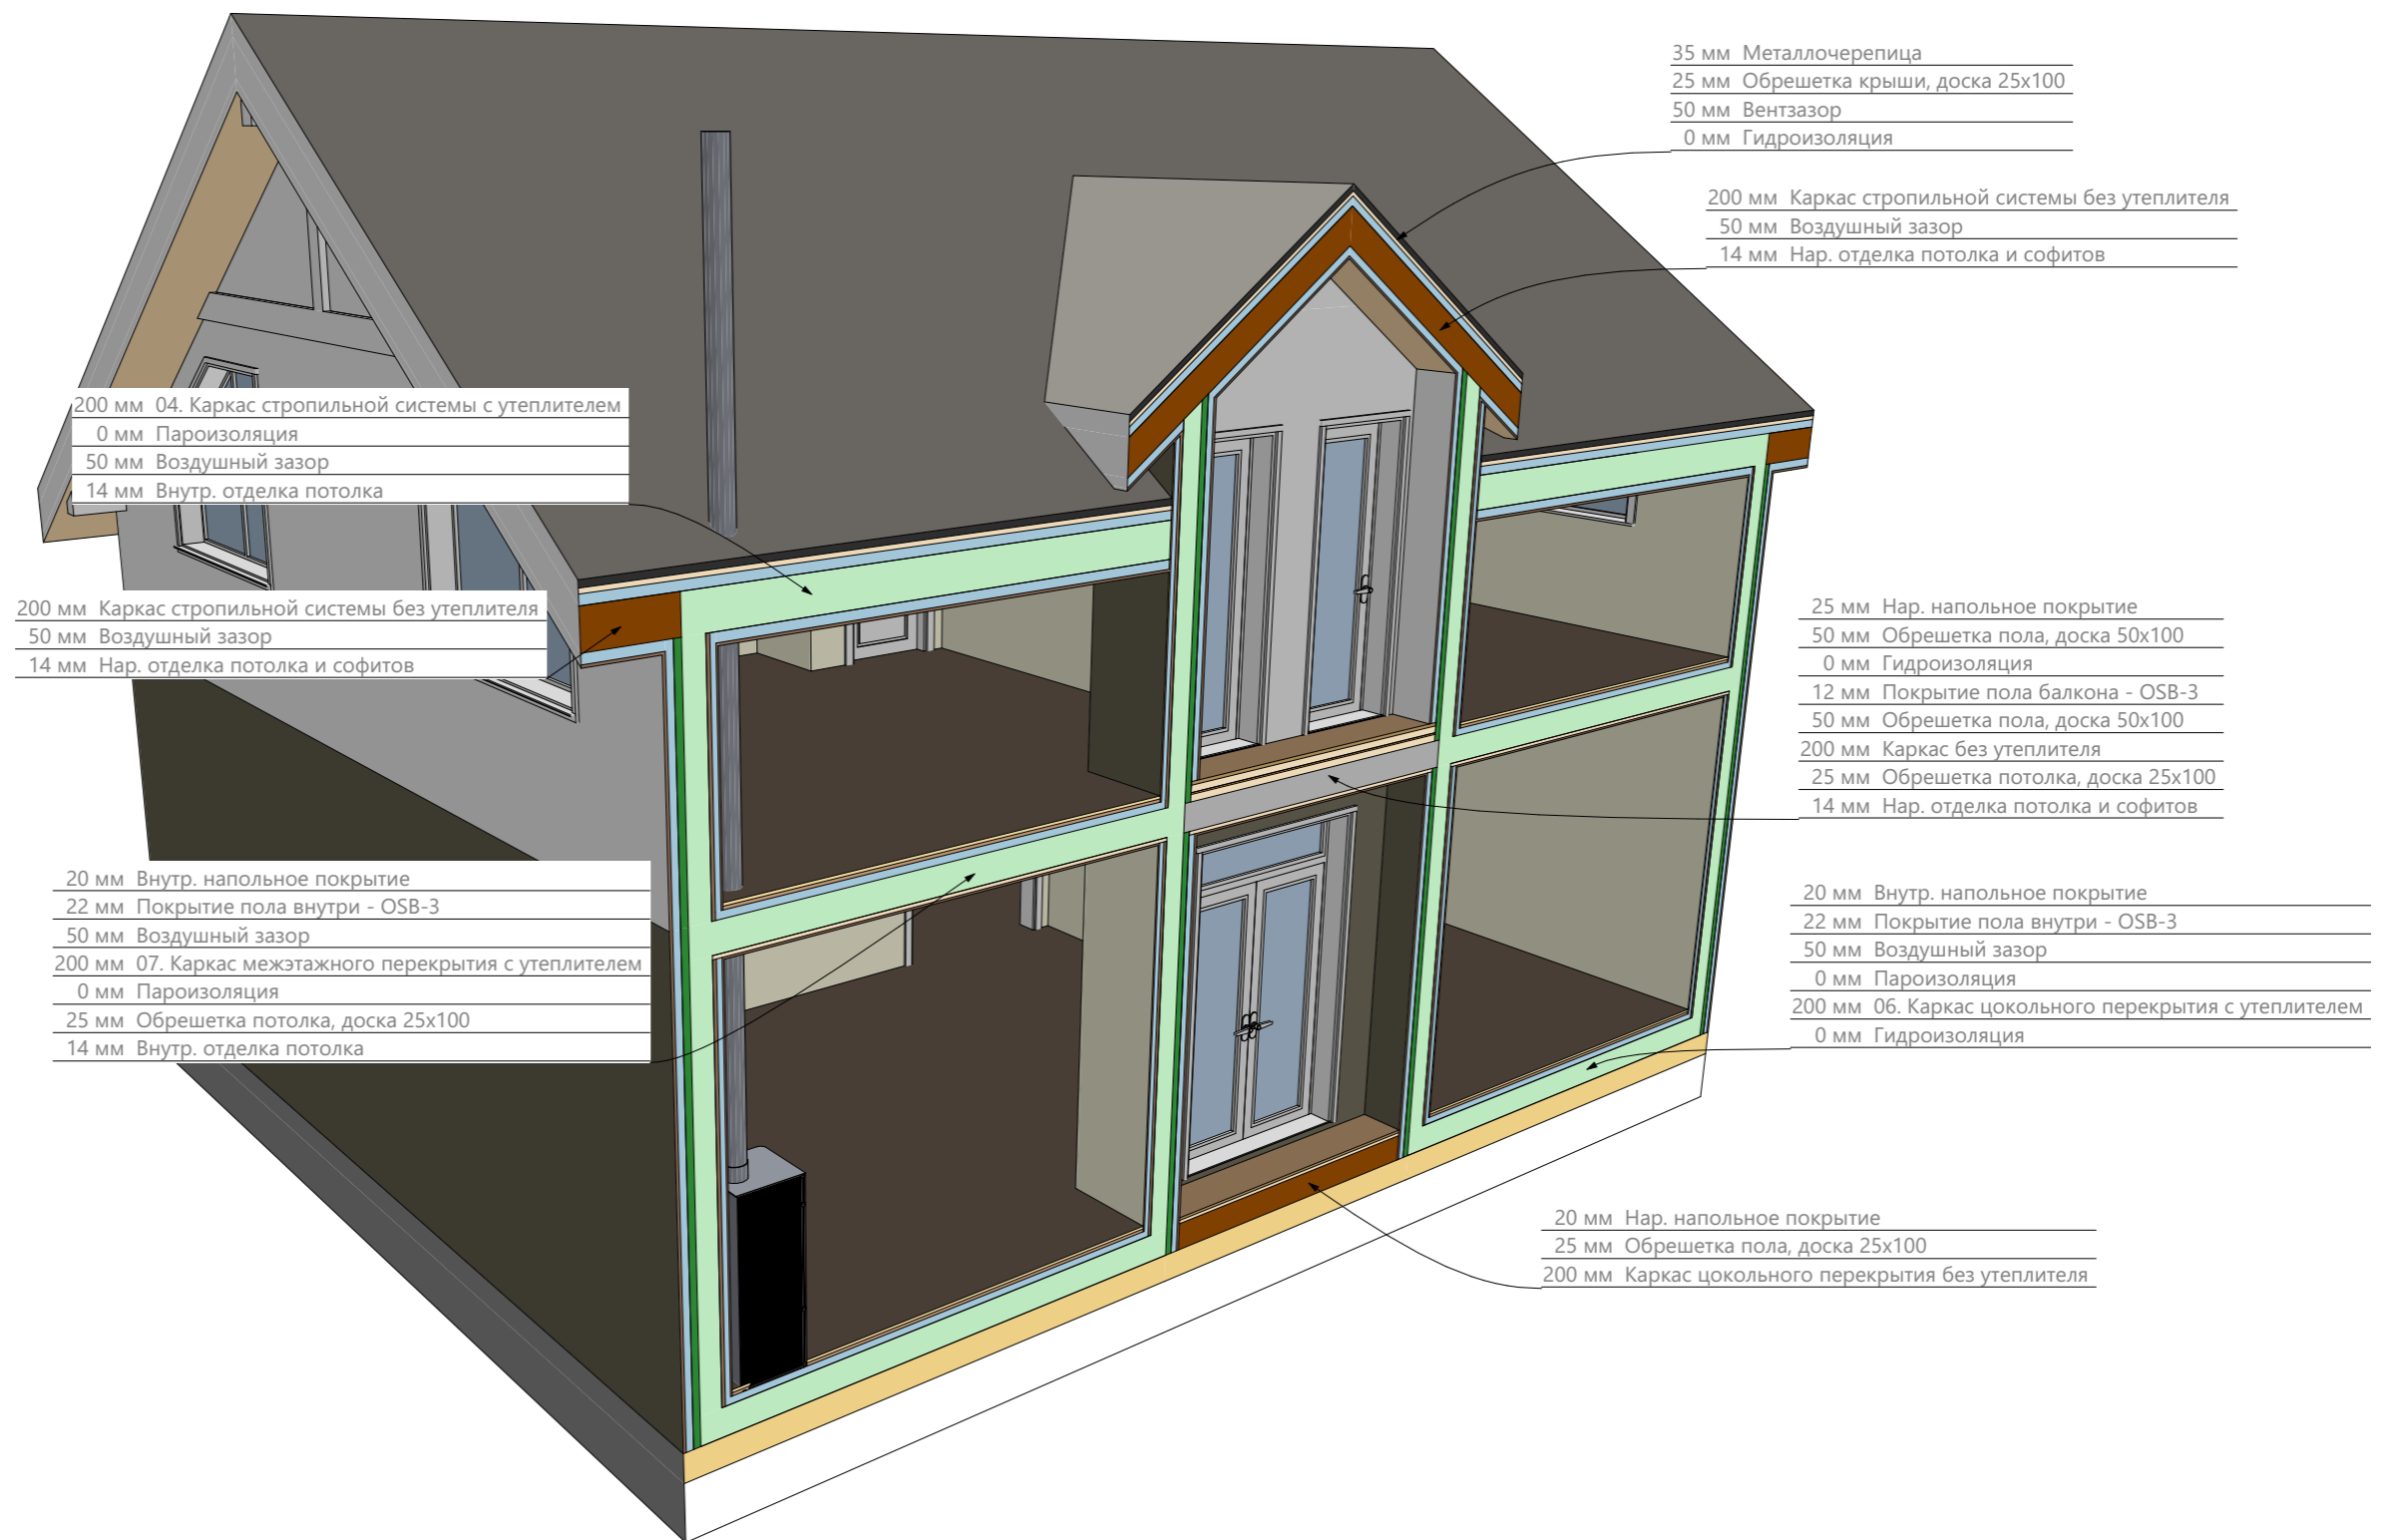 35 мм Металлочерепица
25 мм Обрешетка крыши, доска 25х100
50 мм Вентзазор
0 мм Гидроизоляция
200 мм Каркас стропильной системы без утеплителя
50 мм Воздушный зазор
14 мм Нар. отделка потолка и софитов
200 мм 04. Каркас стропильной системы с утеплителем
0 мм Пароизоляция
50 мм Воздушный зазор
14 мм Внутр. отделка потолка
200 мм Каркас стропильной системы без утеплителя
50 мм Воздушный зазор
14 мм Нар. отделка потолка и софитов
25 мм Нар. напольное покрытие
50 мм Обрешетка пола, доска 50х100
0 мм Гидроизоляция
12 мм Покрытие пола балкона - OSB-3
50 мм Обрешетка пола, доска 50х100
200 мм Каркас без утеплителя
25 мм Обрешетка потолка, доска 25х100
14 мм Нар. отделка потолка и софитов
20 мм Внутр. напольное покрытие
22 мм Покрытие пола внутри - OSB-3
50 мм Воздушный зазор
200 мм 07. Каркас межэтажного перекрытия с утеплителем
0 мм Пароизоляция
25 мм Обрешетка потолка, доска 25х100
14 мм Внутр. отделка потолка
20 мм Внутр. напольное покрытие
22 мм Покрытие пола внутри - OSB-3
50 мм Воздушный зазор
0 мм Пароизоляция
200 мм 06. Каркас цокольного перекрытия с утеплителем
0 мм Гидроизоляция
20 мм Нар. напольное покрытие
25 мм Обрешетка пола, доска 25х100
200 мм Каркас цокольного перекрытия без утеплителя